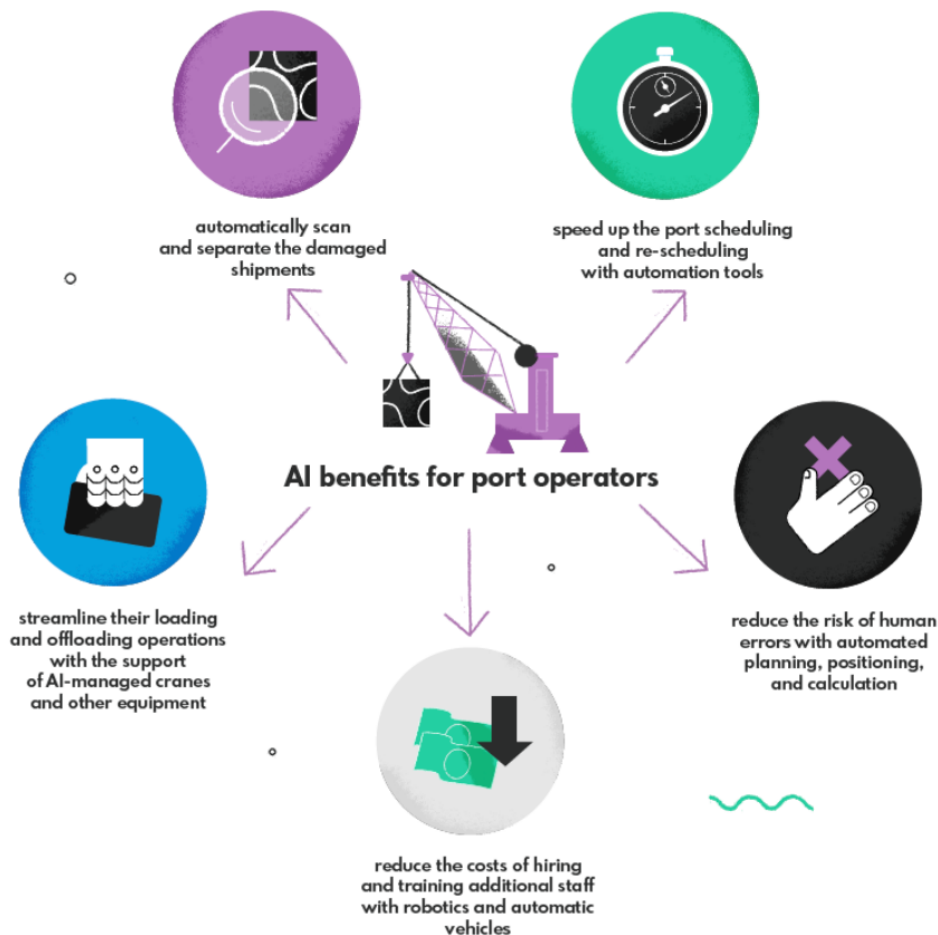 automatically scan
and separate the damaged
shipments
speed up the port scheduling
and re-scheduling
with automation tools
AI benefits for port operators
streamline their loading
and offloading operations
with the support
of AI-managed cranes
and other equipment
reduce the risk of human
errors with automated
planning, positioning,
and calculation
reduce the costs of hiring
and training additional staff
with robotics and automatic
vehicles